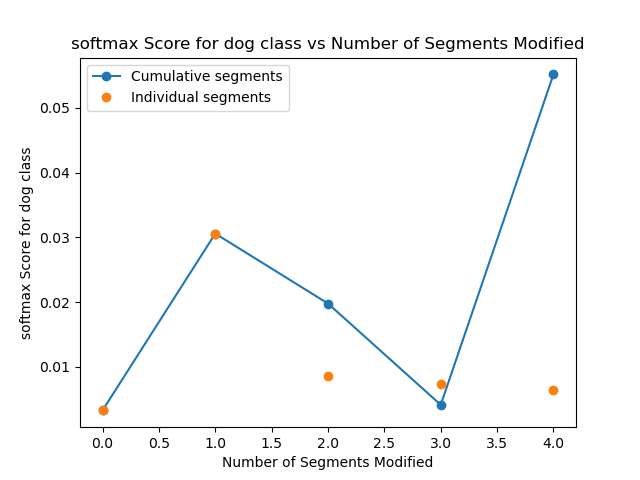 softmax Score for dog class vs Number of Segments Modified
Cumulative segments
Individual segments
softmax Score for dog class
0.05
0.04
0.03
0.02
0.01
0.0 0.5 1.0 1.5 2.0 2.5 3.0 3.5 4.0
Number of Segments Modified